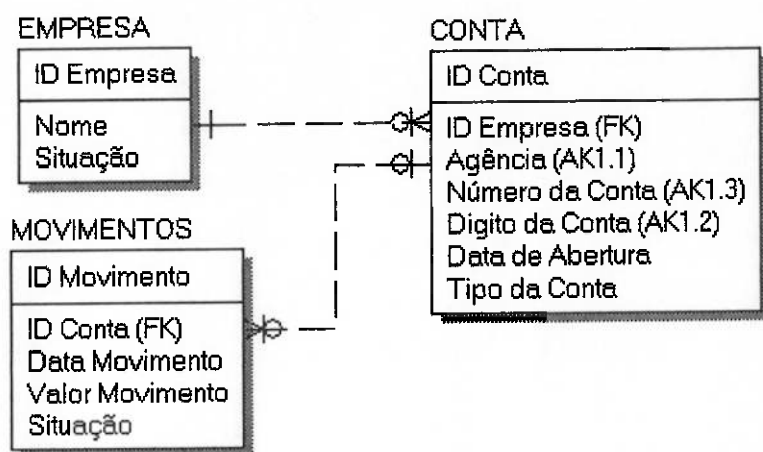 EMPRESA
ID Empresa
Nome
Situação
CONTA
ID Conta
ID Empresa (FK)
Agência (AK1.1)
Número da Conta (AK1.3)
Digito da Conta (AK1.2)
Data de Abertura
Tipo da Conta
MOVIMENTOS
ID Movimento
ID Conta (FK)
Data Movimento
Valor Movimento
Situação